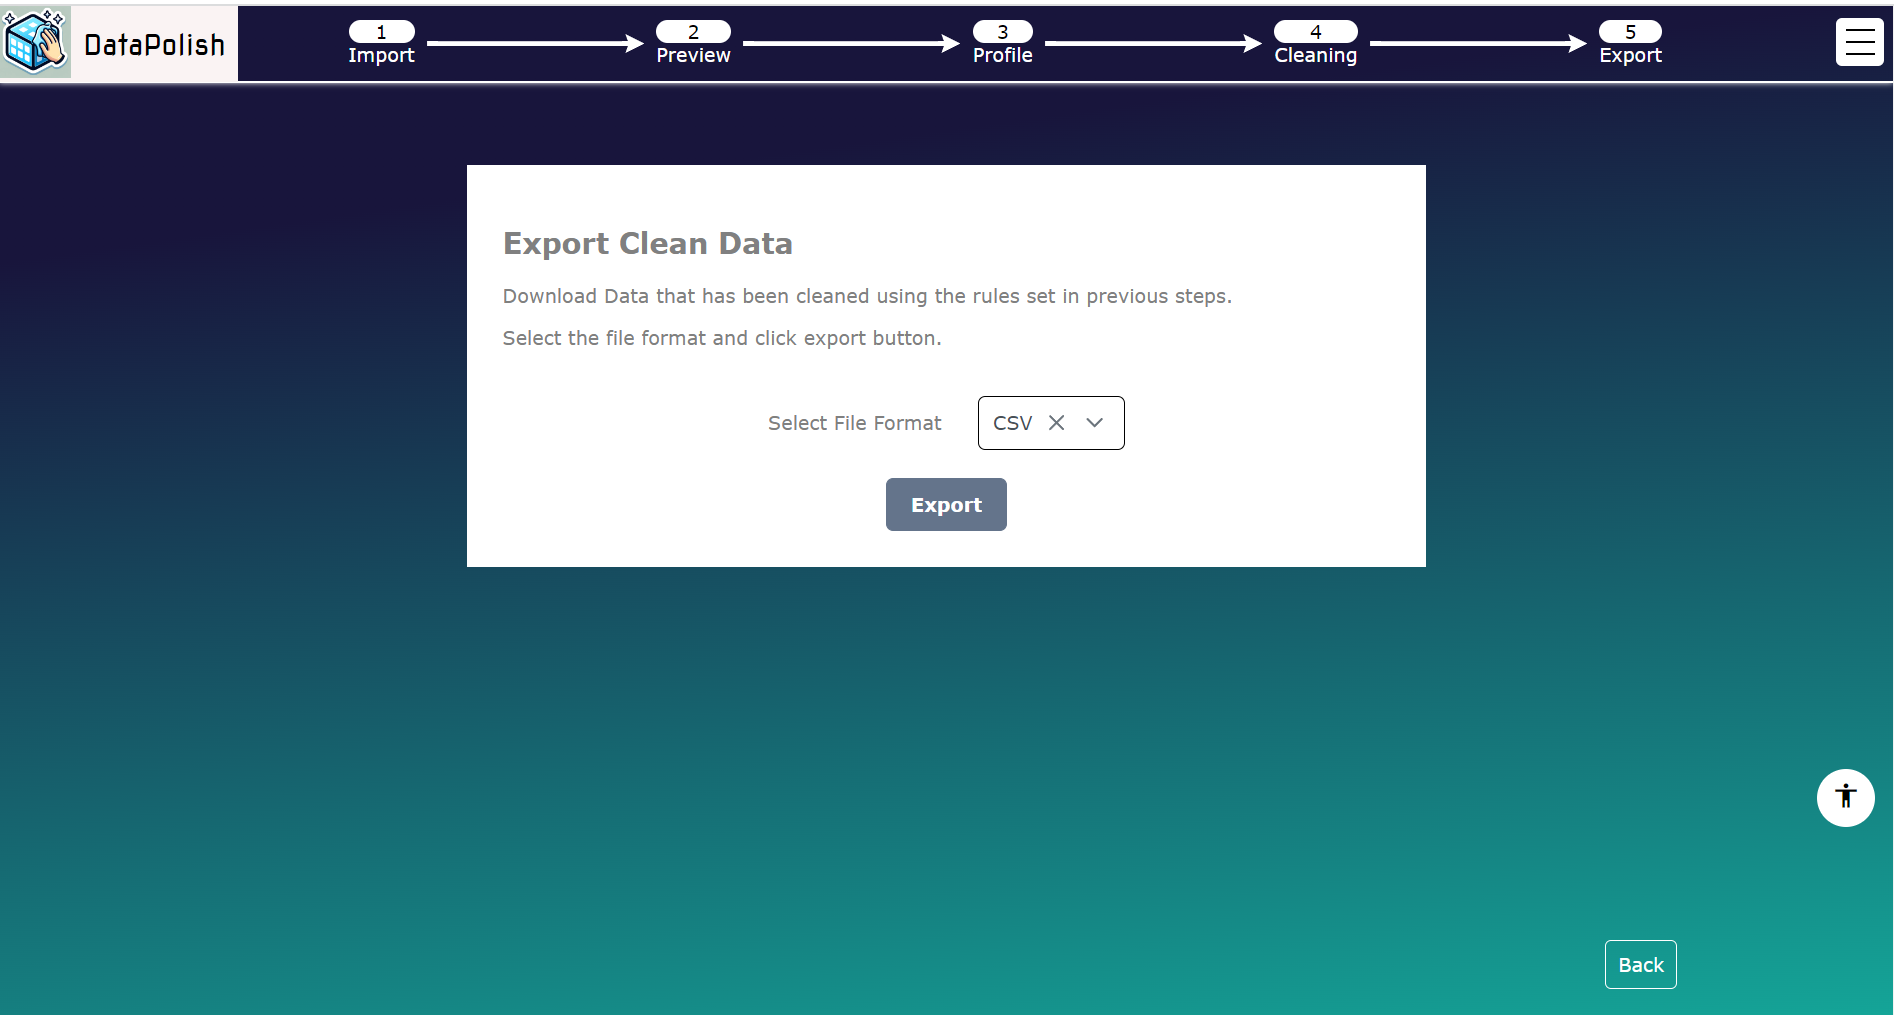 DataPolish
1
Import
2
Preview
3
Profile
4
Cleaning
5
Export
Export Clean Data
Download Data that has been cleaned using the rules set in previous steps.
Select the file format and click export button.
Select File Format CSV
Export
Back